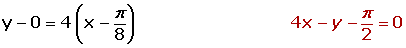 y − 0 = 4(x − π/8)    4x − y − π/2 = 0